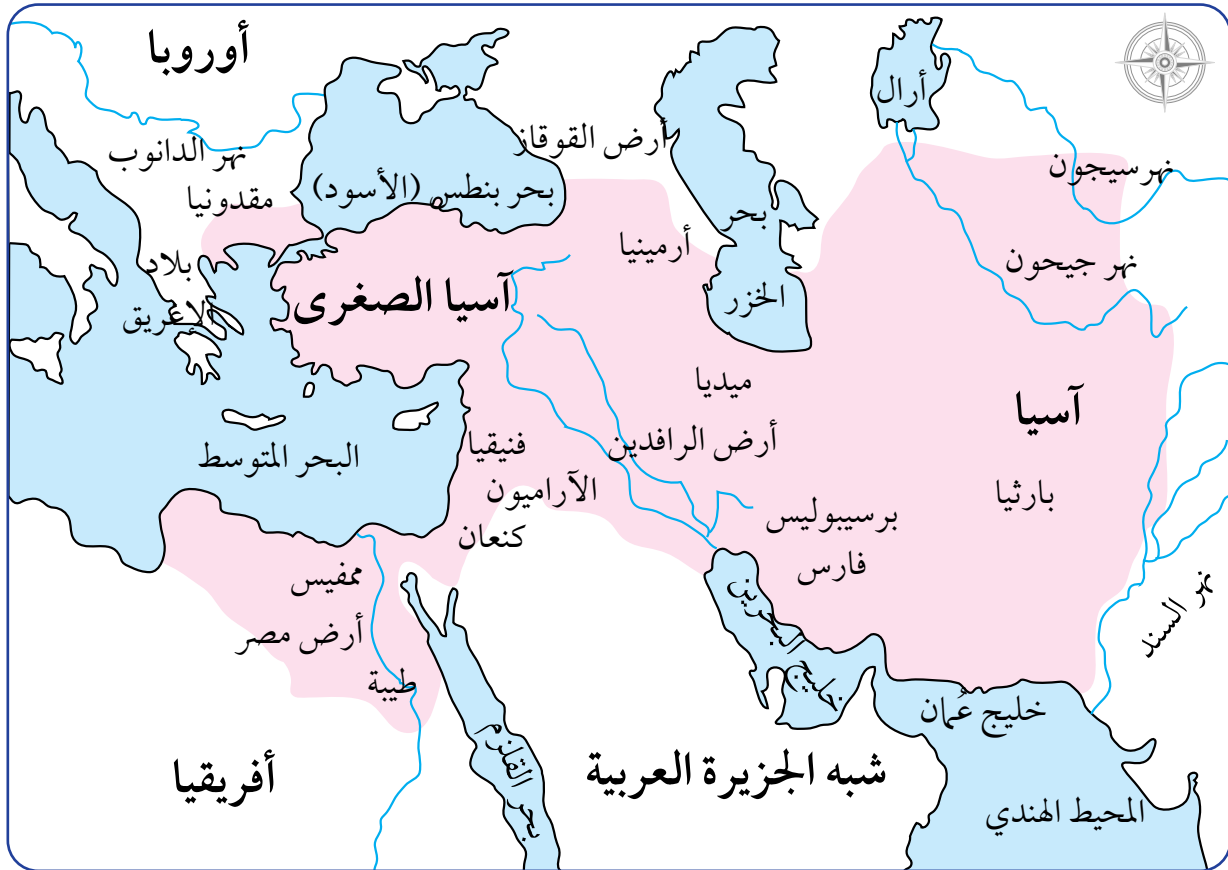 أوروبا
أرال
نهر الدانوب
أرض القوقاز
نهر سيجون
مقدونيا
بحر بنطس (الأسود)
بحر
الخزر
أرمينيا
نهر جيحون
بلاد
الإغريق
آسيا الصغرى
ميديا
آسيا
فنيقيا
أرض الرافدين
البحر المتوسط
الآراميون
بارثيا
كنعان
برسيبوليس
فارس
ممفيس
أرض مصر
طيبة
خليج البحرين
نهر السند
خليج عُمان
بحر القلزم
أفريقيا
شبه الجزيرة العربية
المحيط الهندي